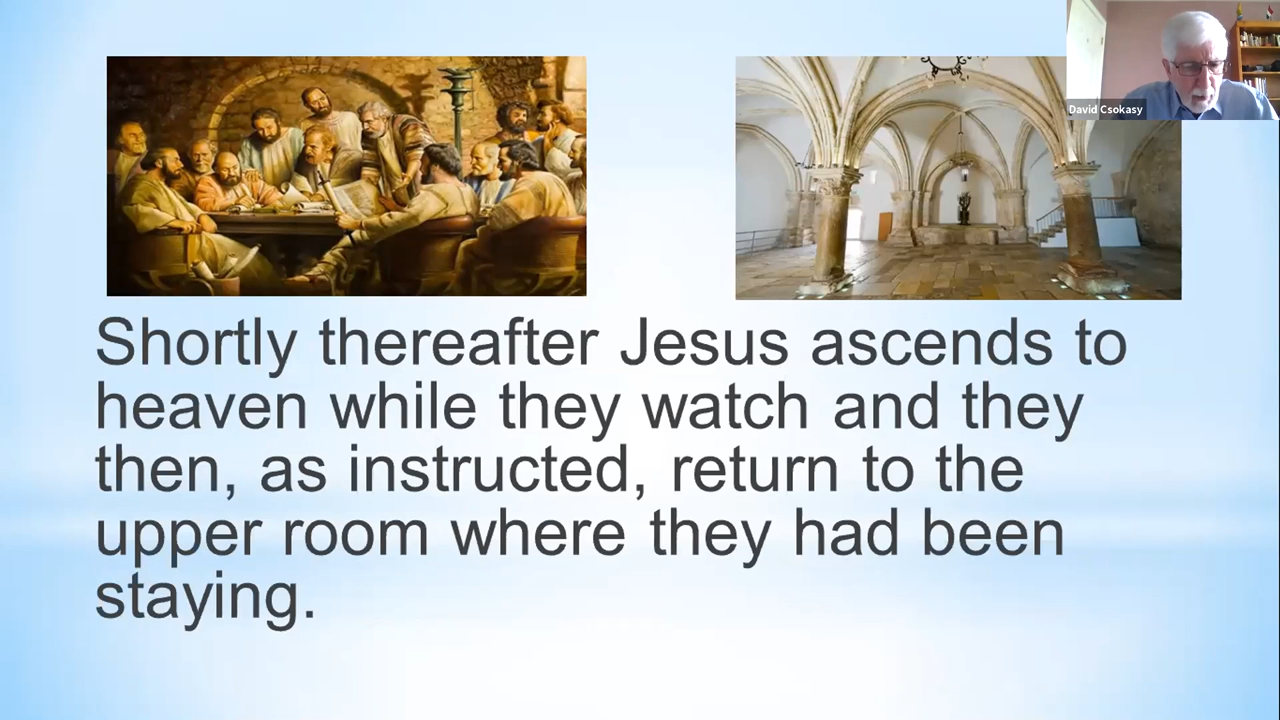 David Csokasy
Shortly thereafter Jesus ascends to
heaven while they watch and they
then, as instructed, return to the
upper room where they had been
staying.